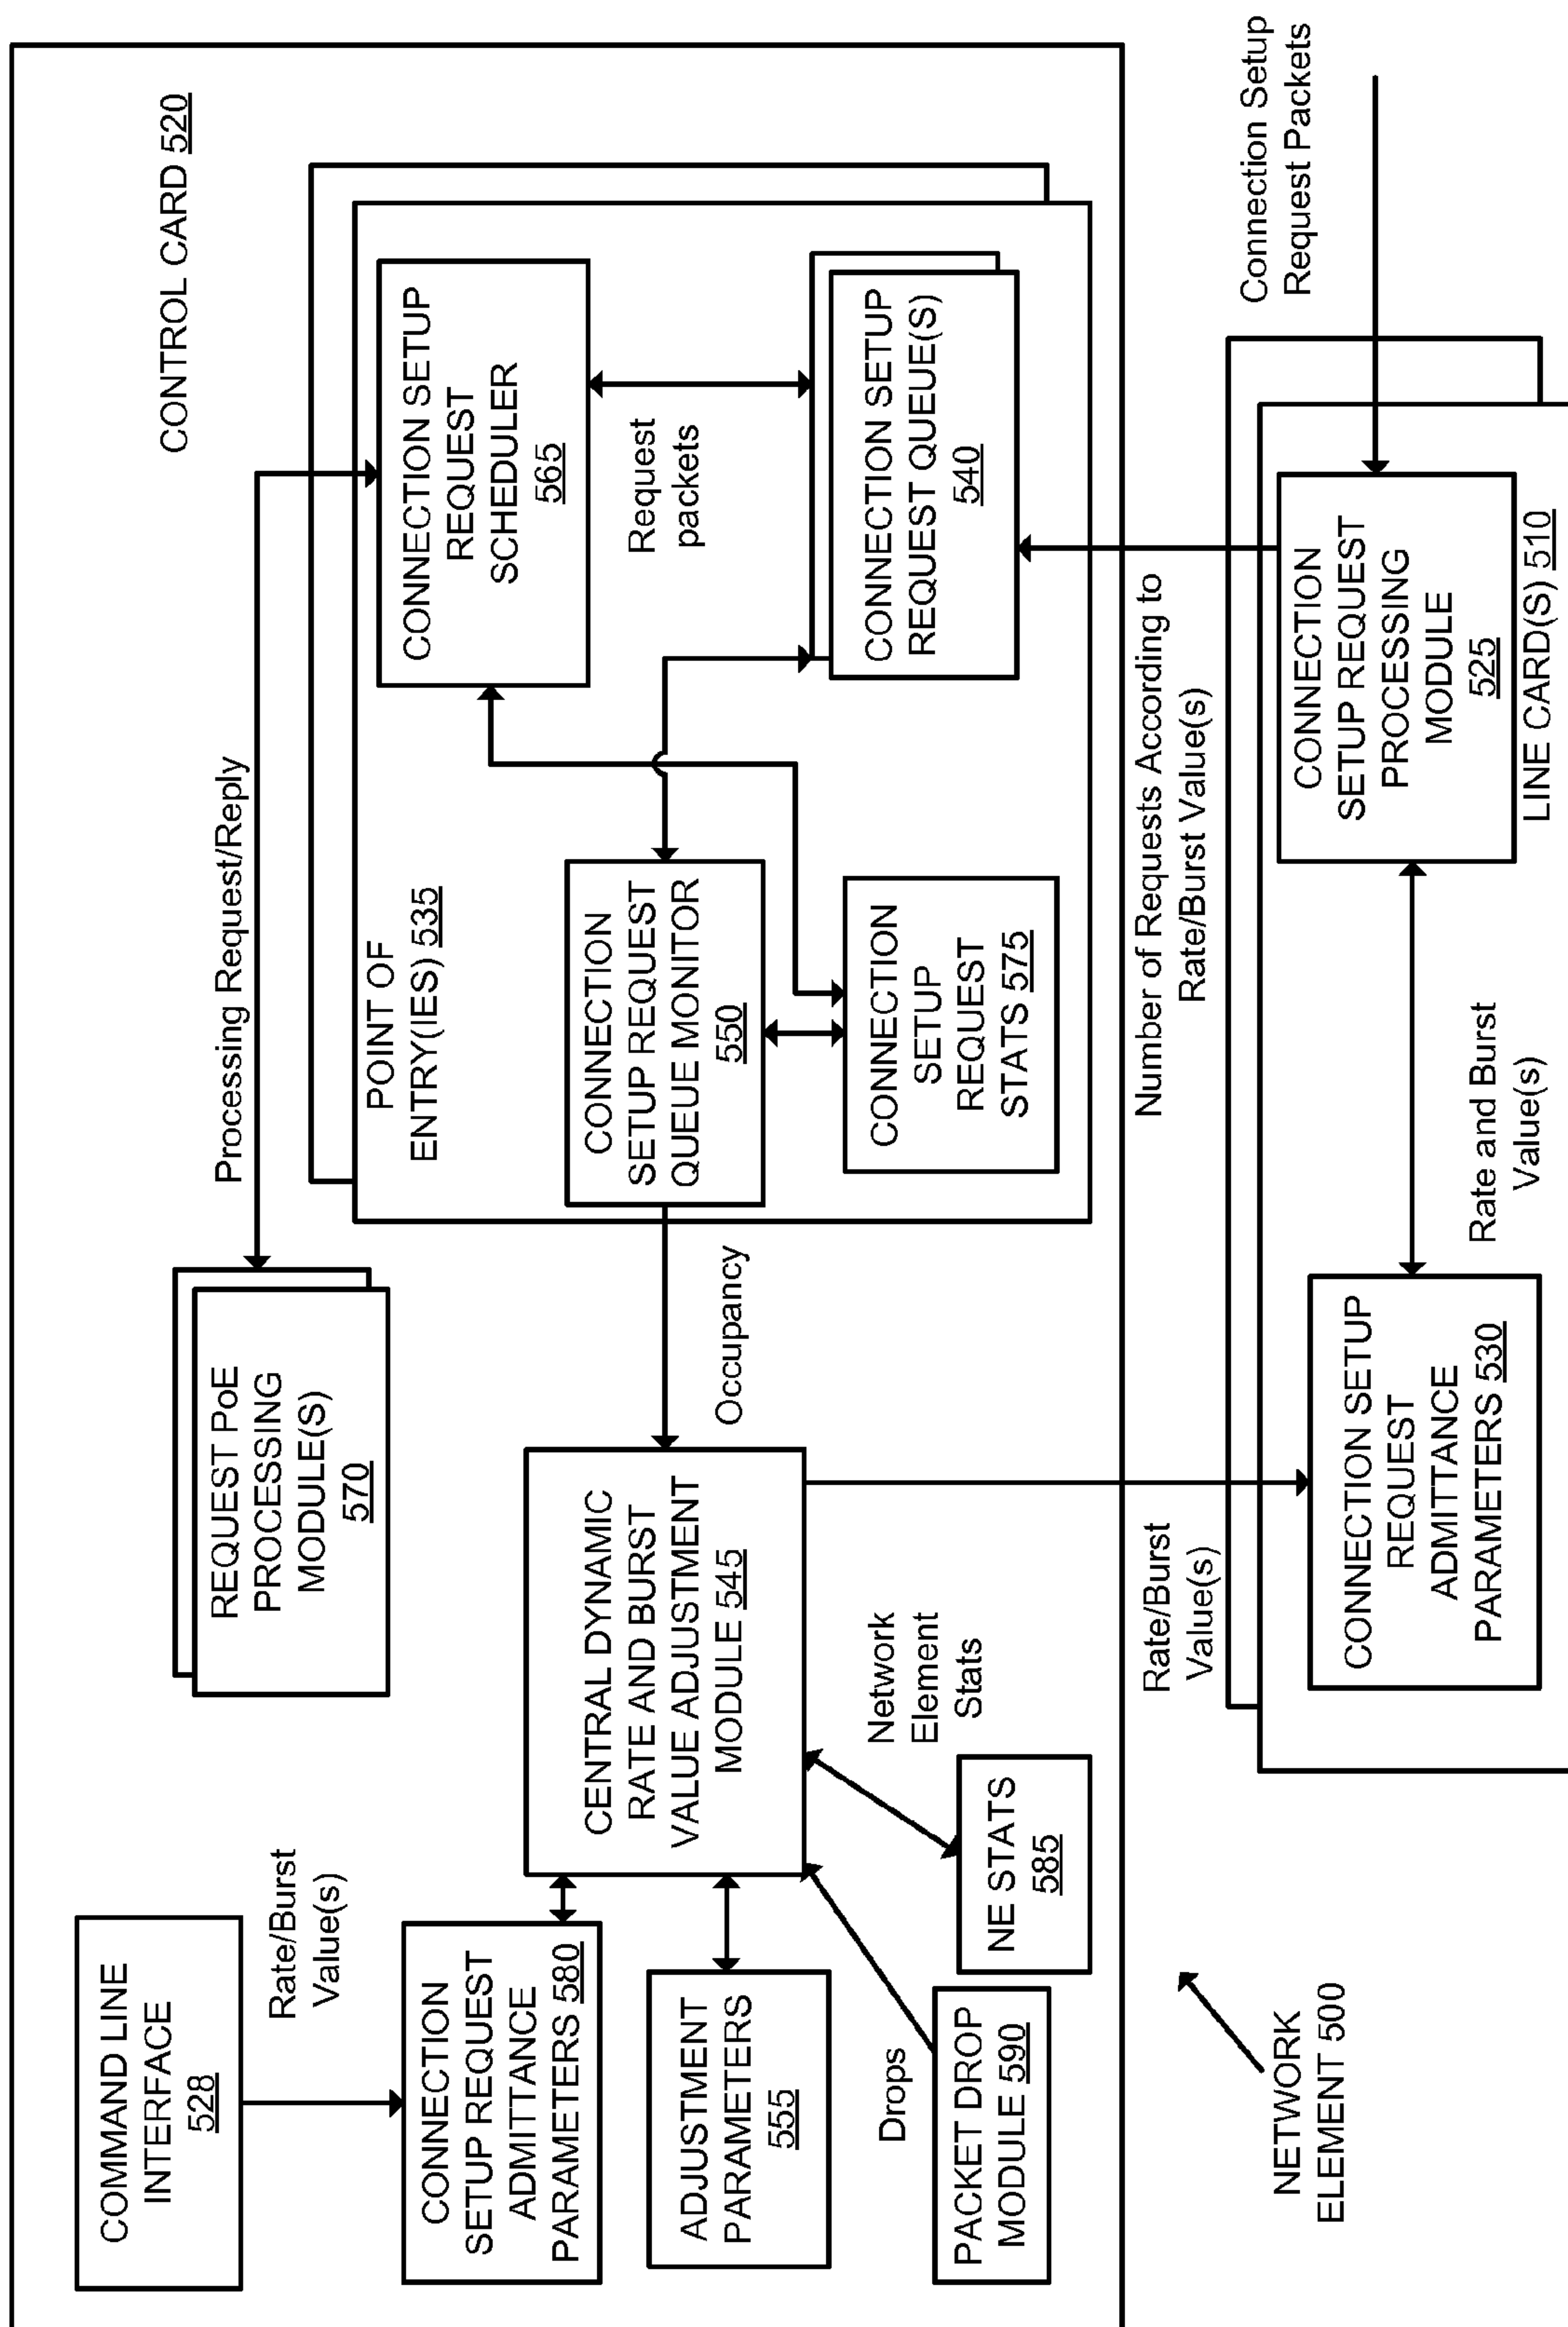 CONTROL CARD 520
COMMAND LINE
INTERFACE
528
Rate/Burst
Value(s)
CONNECTION
SETUP REQUEST
ADMITTANCE
PARAMETERS 580
ADJUSTMENT
PARAMETERS
555
Drops
PACKET DROP
MODULE 590
NE STATS
585
Network
Element
Stats
CENTRAL DYNAMIC
RATE AND BURST
VALUE ADJUSTMENT
MODULE 545
REQUEST PoE
PROCESSING
MODULE(S)
570
Processing Request/Reply
Occupancy
POINT OF
ENTRY(IES) 535
CONNECTION
SETUP REQUEST
QUEUE MONITOR
550
CONNECTION
SETUP
REQUEST
STATS 575
CONNECTION SETUP
REQUEST
SCHEDULER
565
Request
packets
CONNECTION SETUP
REQUEST QUEUE(S)
540
Rate/Burst
Value(s)
Number of Requests According to
Rate/Burst Value(s)
Connection Setup
Request Packets
CONNECTION SETUP
REQUEST
ADMITTANCE
PARAMETERS 530
Rate and Burst
Value(s)
CONNECTION
SETUP REQUEST
PROCESSING
MODULE
525
LINE CARD(S) 510
NETWORK
ELEMENT 500